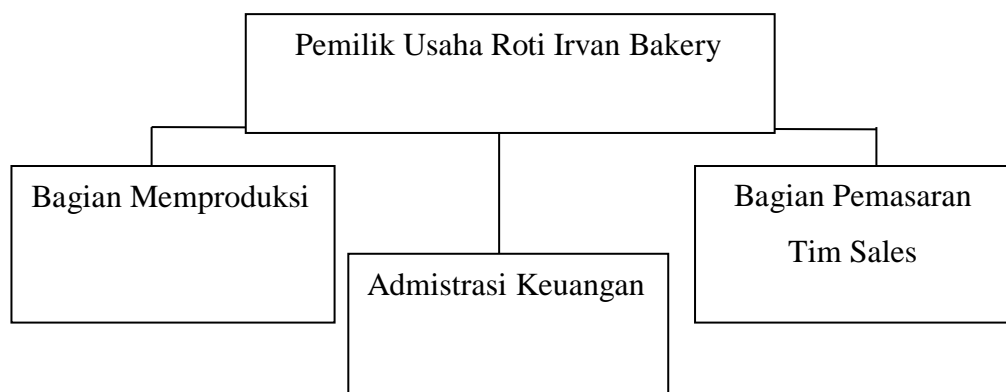 Pemilik Usaha Roti Irvan Bakery
Bagian Memproduksi
Bagian Pemasaran
Tim Sales
Admistrasi Keuangan